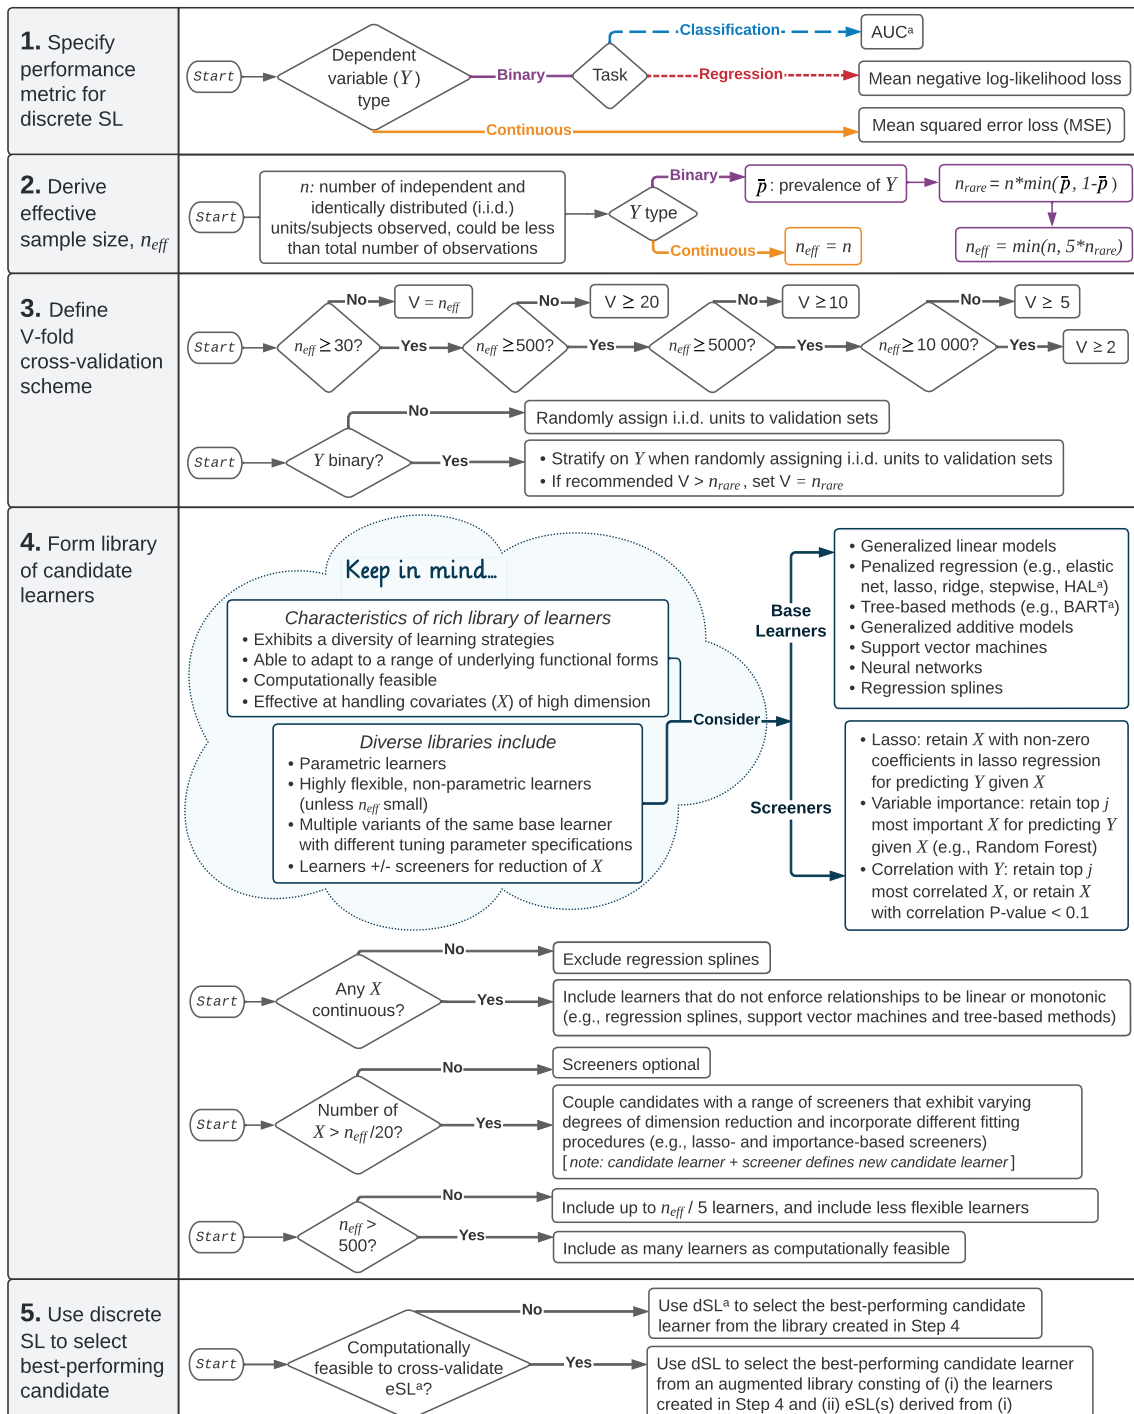 1. Specify
performance
metric for
discrete SL
Start
Dependent
variable (Y)
type
Binary
Task
Classification
AUCᵃ
Regression
Mean negative log-likelihood loss
Continuous
Mean squared error loss (MSE)
2. Derive
effective
sample size, n_eff
Start
n: number of independent and
identically distributed (i.i.d.)
units/subjects observed, could be less
than total number of observations
Y type
Binary
p̄ : prevalence of Y
n_rare = n*min(p̄, 1-p̄ )
n_eff = min(n, 5*n_rare)
Continuous
n_eff = n
3. Define
V-fold
cross-validation
scheme
Start
n_eff ≥ 30?
No
V = n_eff
Yes
n_eff ≥ 500?
No
V ≥ 20
Yes
n_eff ≥ 5000?
No
V ≥ 10
Yes
n_eff ≥ 10 000?
No
V ≥ 5
Yes
V ≥ 2
Start
Y binary?
No
Randomly assign i.i.d. units to validation sets
Yes
• Stratify on Y when randomly assigning i.i.d. units to validation sets
• If recommended V > n_rare, set V = n_rare
4. Form library
of candidate
learners
Keep in mind...
Characteristics of rich library of learners
• Exhibits a diversity of learning strategies
• Able to adapt to a range of underlying functional forms
• Computationally feasible
• Effective at handling covariates (X) of high dimension
Diverse libraries include
• Parametric learners
• Highly flexible, non-parametric learners
(unless n_eff small)
• Multiple variants of the same base learner
with different tuning parameter specifications
• Learners +/- screeners for reduction of X
Consider
Base
Learners
• Generalized linear models
• Penalized regression (e.g., elastic
net, lasso, ridge, stepwise, HALᵃ)
• Tree-based methods (e.g., BARTᵃ)
• Generalized additive models
• Support vector machines
• Neural networks
• Regression splines
Screeners
• Lasso: retain X with non-zero
coefficients in lasso regression
for predicting Y given X
• Variable importance: retain top j
most important X for predicting Y
given X (e.g., Random Forest)
• Correlation with Y: retain top j
most correlated X, or retain X
with correlation P-value < 0.1
Start
Any X
continuous?
No
Exclude regression splines
Yes
Include learners that do not enforce relationships to be linear or monotonic
(e.g., regression splines, support vector machines and tree-based methods)
Start
Number of
X > n_eff /20?
No
Screeners optional
Yes
Couple candidates with a range of screeners that exhibit varying
degrees of dimension reduction and incorporate different fitting
procedures (e.g., lasso- and importance-based screeners)
[note: candidate learner + screener defines new candidate learner]
Start
n_eff >
500?
No
Include up to n_eff / 5 learners, and include less flexible learners
Yes
Include as many learners as computationally feasible
5. Use discrete
SL to select
best-performing
candidate
Start
Computationally
feasible to cross-validate
eSLᵃ?
No
Use dSLᵃ to select the best-performing candidate
learner from the library created in Step 4
Yes
Use dSL to select the best-performing candidate learner
from an augmented library consting of (i) the learners
created in Step 4 and (ii) eSL(s) derived from (i)